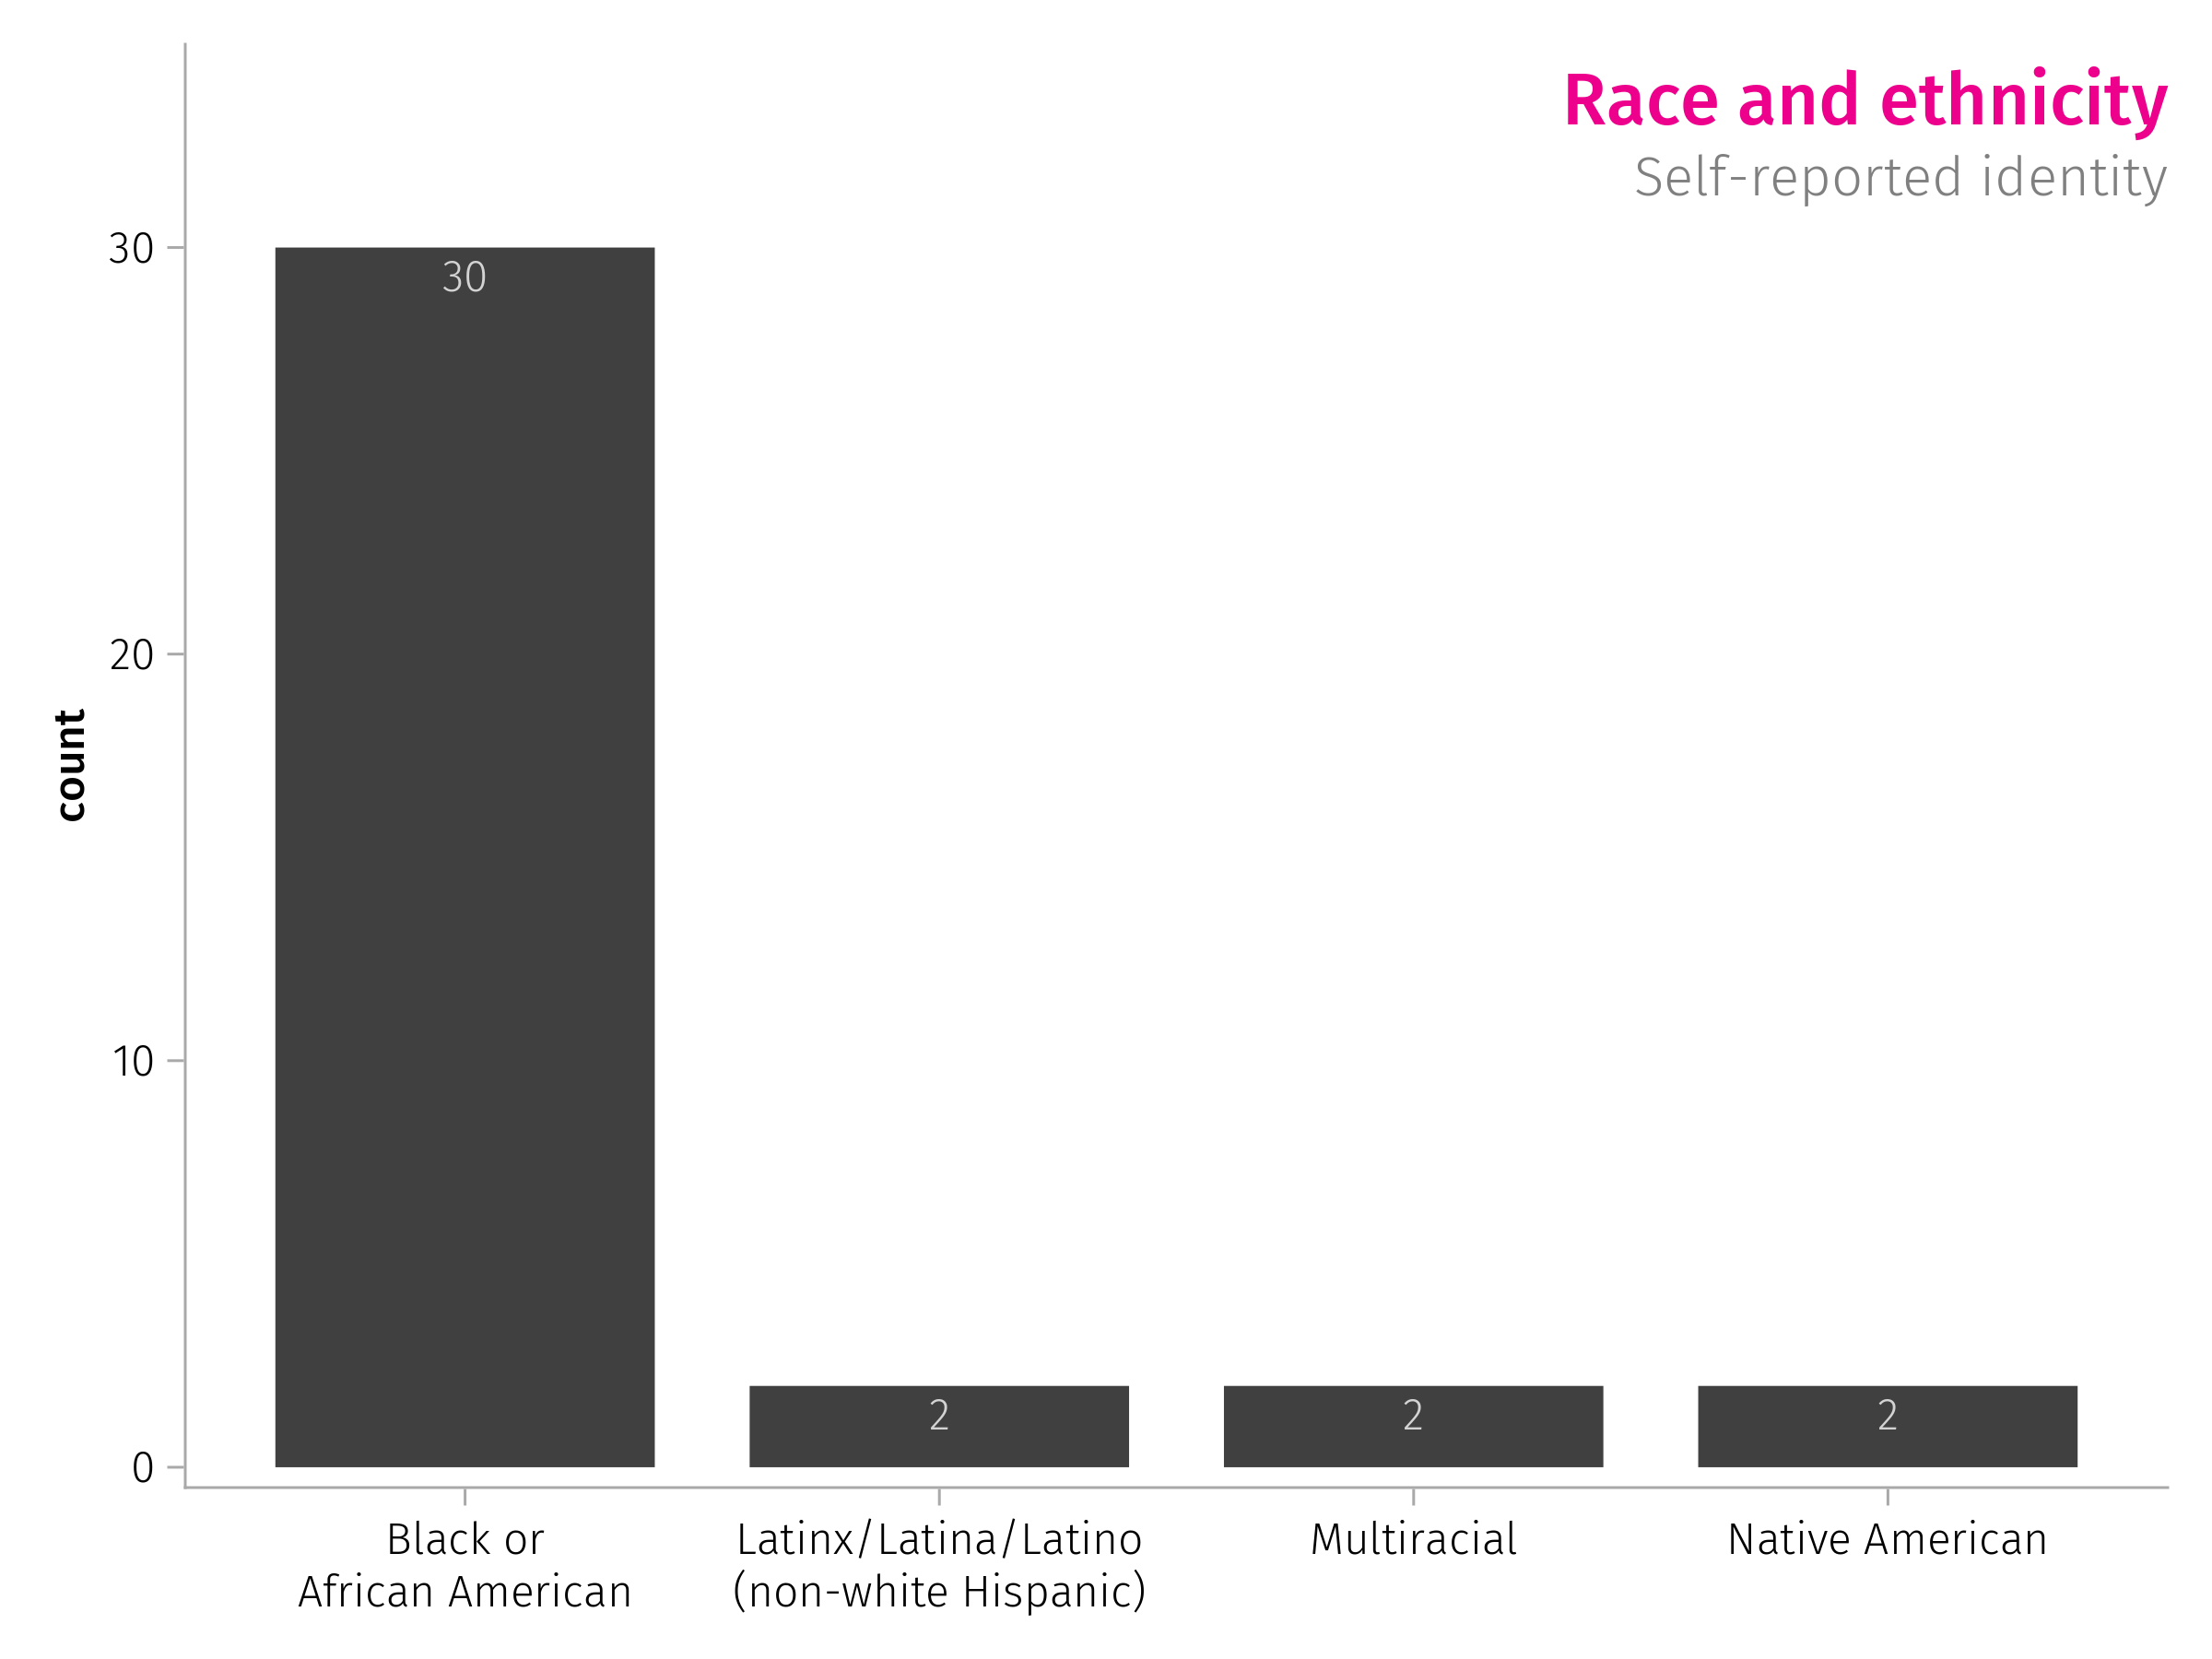 Race and ethnicity
Self-reported identity
count
30
20
10
0
30
2
2
2
Black or
African American
Latinx/Latina/Latino
(non-white Hispanic)
Multiracial
Native American